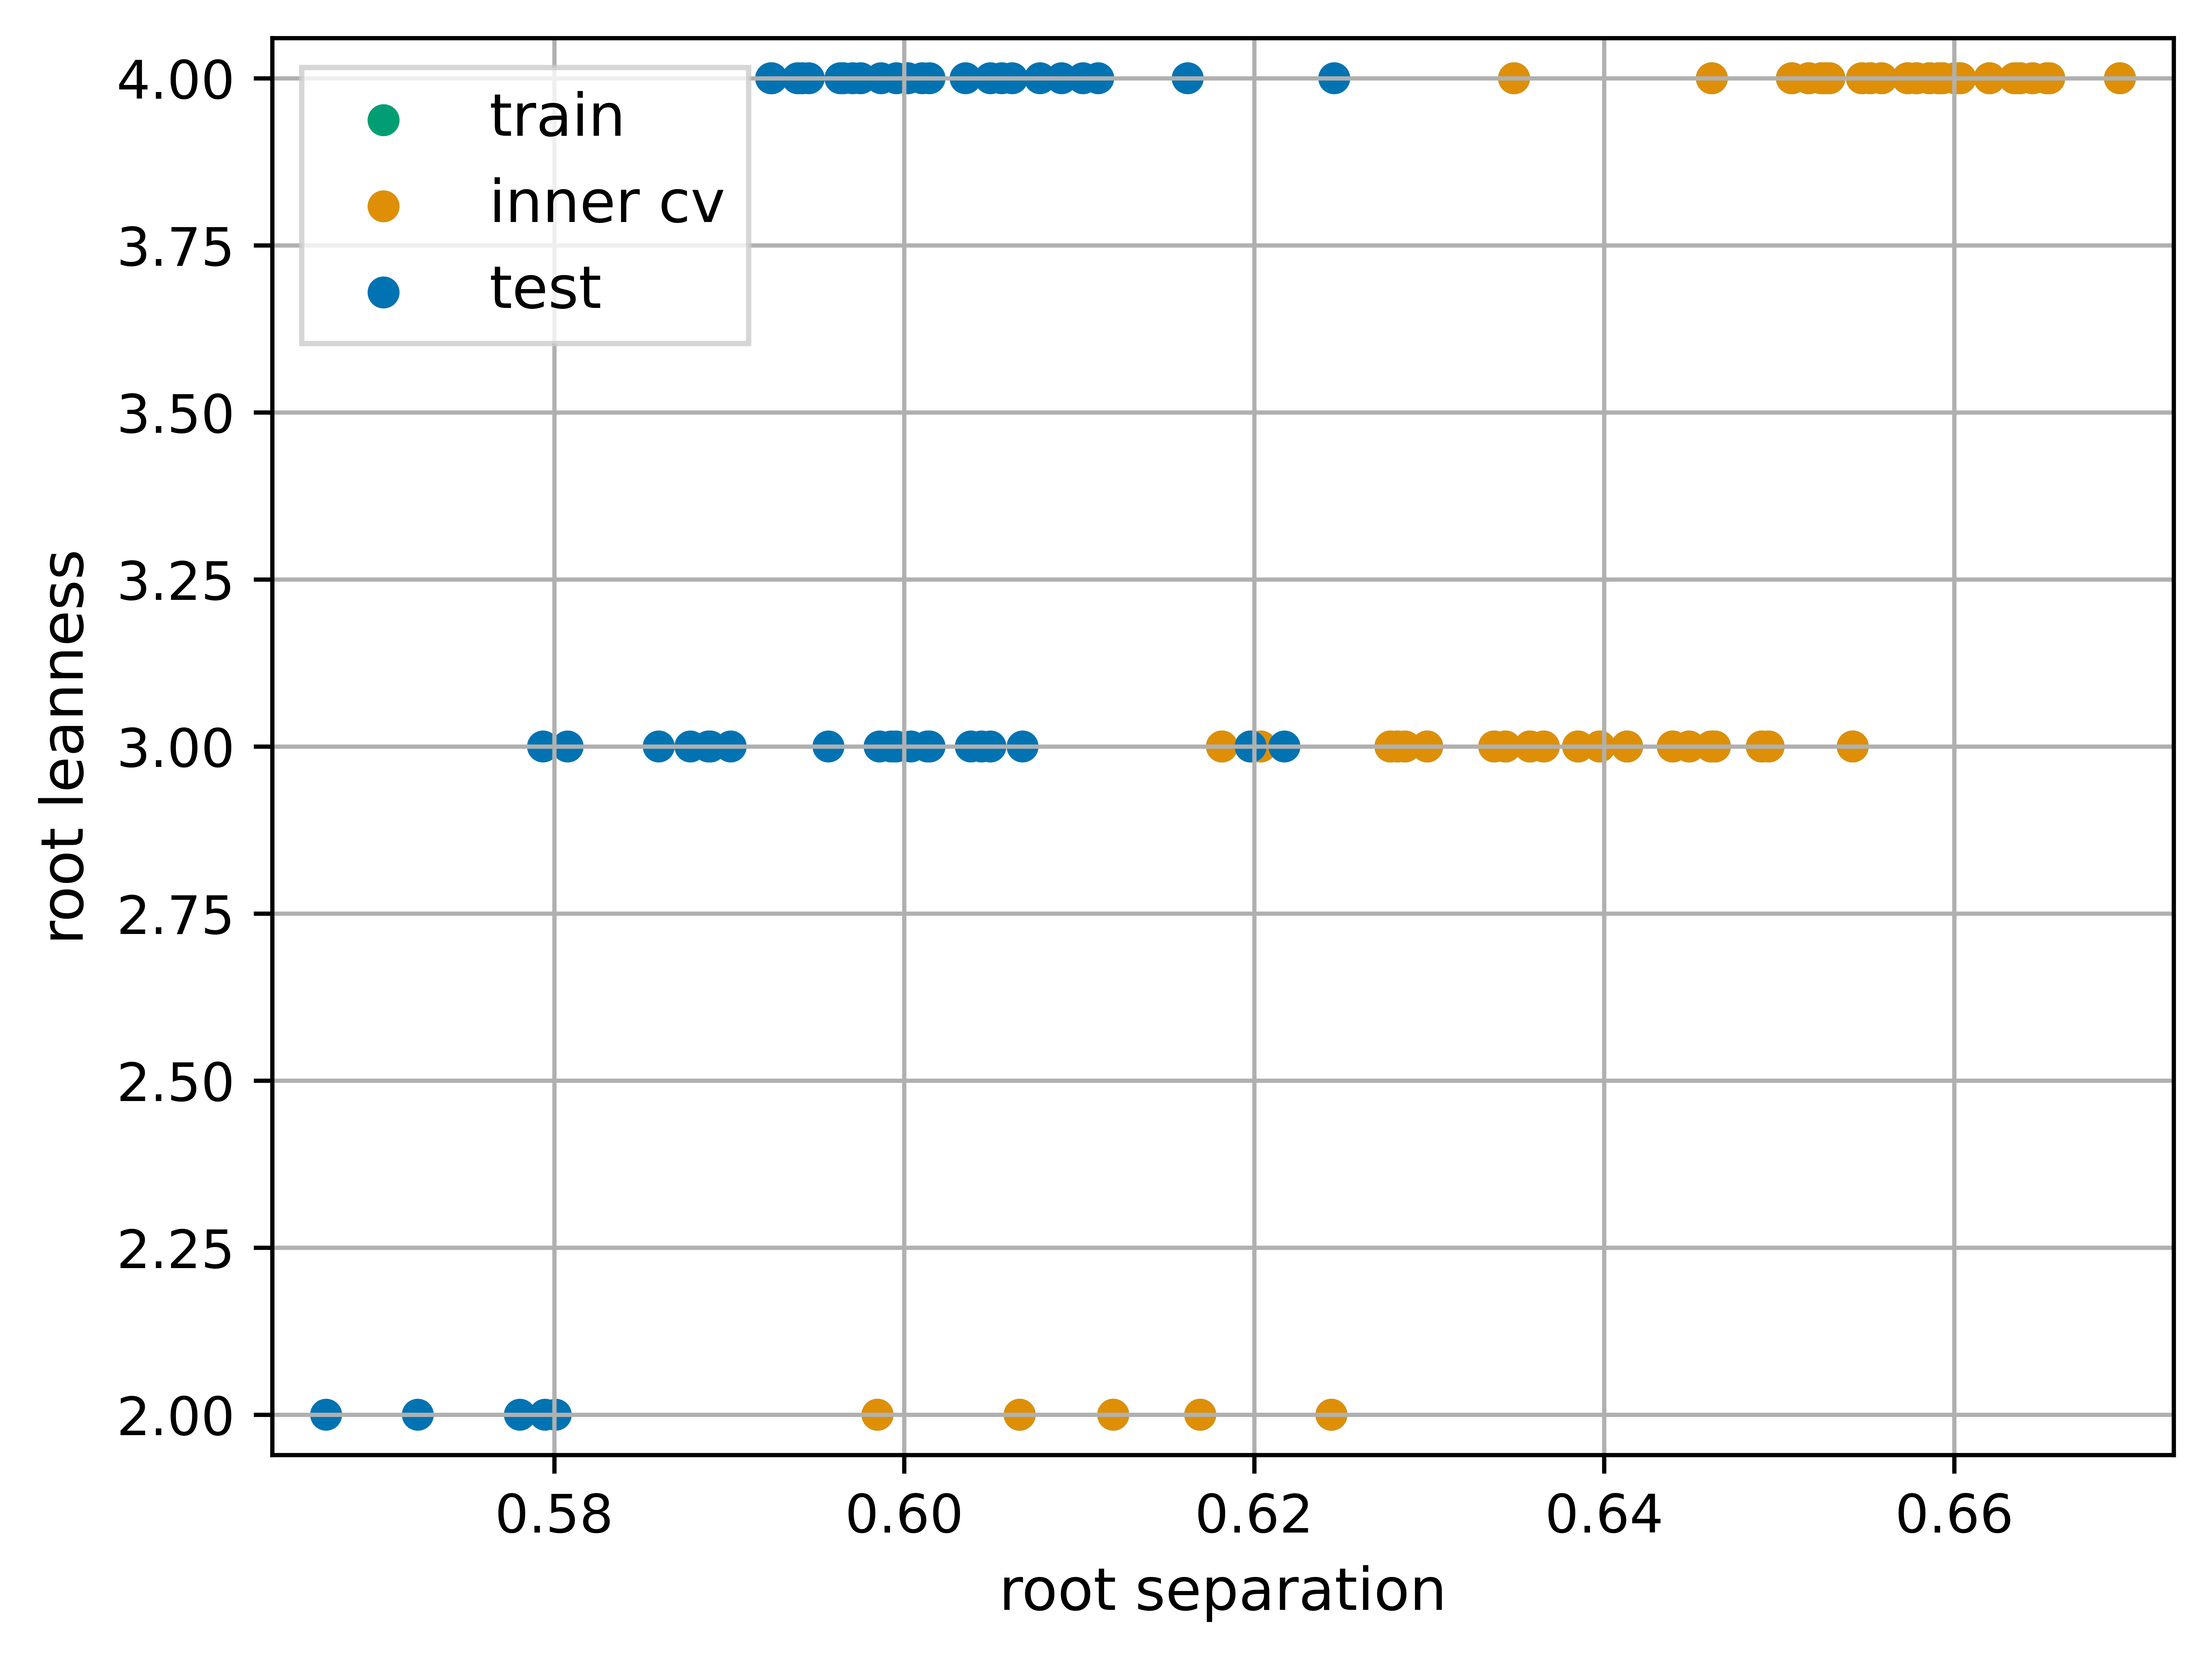 train
inner cv
test
4.00
3.75
3.50
3.25
3.00
2.75
2.50
2.25
2.00
root leanness
0.58 0.60 0.62 0.64 0.66
root separation